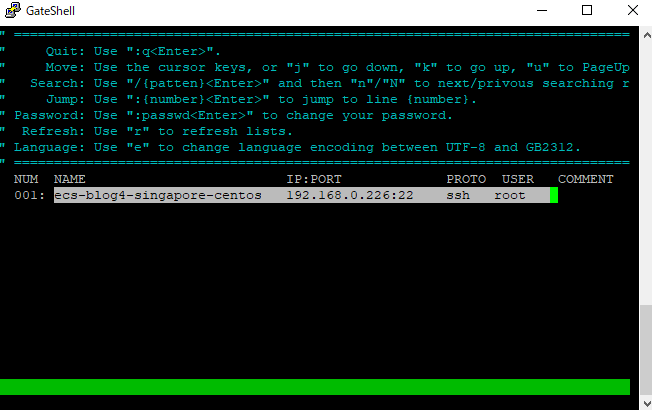 GateShell
" ============================================================================
"     Quit: Use ":q<Enter>".
"     Move: Use the cursor keys, or "j" to go down, "k" to go up, "u" to PageUp
"   Search: Use "/{patten}<Enter>" and then "n"/"N" to next/privous searching r
"     Jump: Use ":{number}<Enter>" to jump to line {number}.
" Password: Use ":passwd<Enter>" to change your password.
"  Refresh: Use "r" to refresh lists.
" Language: Use "e" to change language encoding between UTF-8 and GB2312.
" ============================================================================
NUM  NAME                         IP:PORT             PROTO  USER   COMMENT
001: ecs-blog4-singapore-centos   192.168.0.226:22    ssh   root